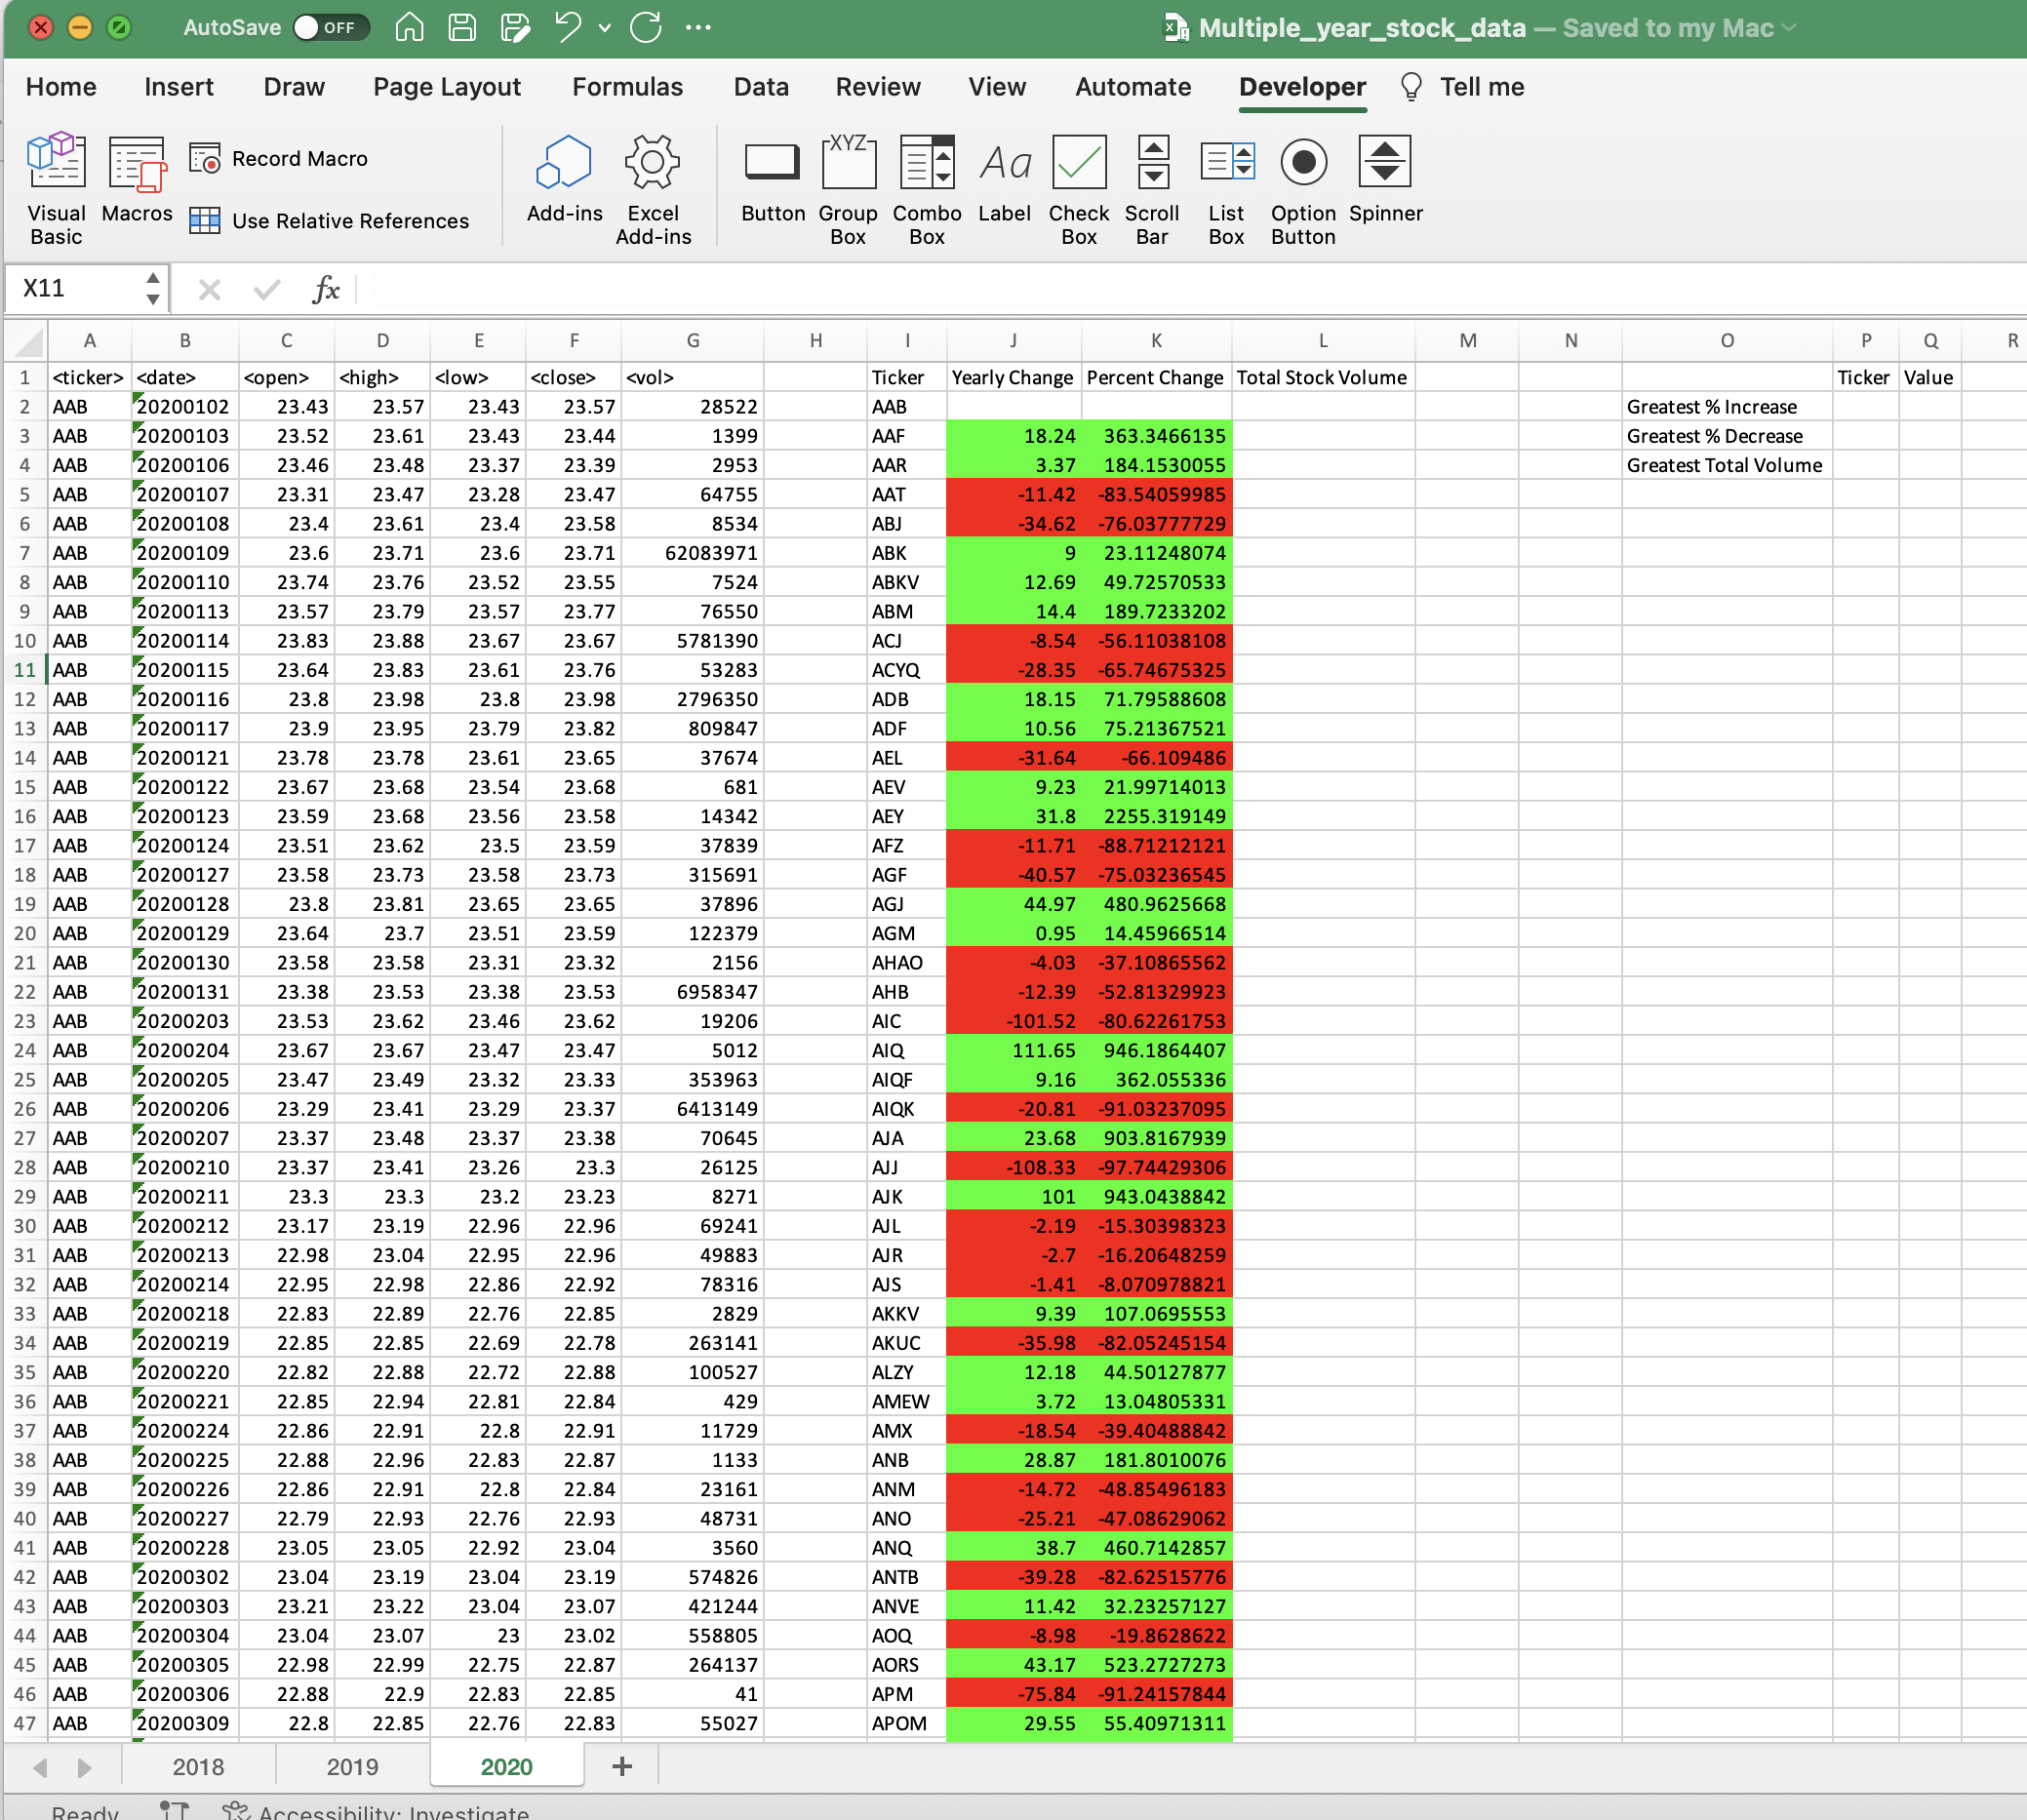 AutoSave OFF Multiple_year_stock_data — Saved to my Mac
Home Insert Draw Page Layout Formulas Data Review View Automate Developer Tell me
Visual Basic Macros Record Macro Use Relative References Add-ins Excel Add-ins XYZ Button Group Box Combo Box Aa Label Check Box Scroll Bar List Box Option Button Spinner
X11 fx
A B C D E F G H I J K L M N O P Q R
1 <ticker> <date> <open> <high> <low> <close> <vol> Ticker Yearly Change Percent Change Total Stock Volume Ticker Value
2 AAB 20200102 23.43 23.57 23.43 23.57 28522 AAB Greatest % Increase
3 AAB 20200103 23.52 23.61 23.43 23.44 1399 AAF 18.24 363.3466135 Greatest % Decrease
4 AAB 20200106 23.46 23.48 23.37 23.39 2953 AAR 3.37 184.1530055 Greatest Total Volume
5 AAB 20200107 23.31 23.47 23.28 23.47 64755 AAT -11.42 -83.54059985
6 AAB 20200108 23.4 23.61 23.4 23.58 8534 ABJ -34.62 -76.03777729
7 AAB 20200109 23.6 23.71 23.6 23.71 62083971 ABK 9 23.11248074
8 AAB 20200110 23.74 23.76 23.52 23.55 7524 ABKV 12.69 49.72570533
9 AAB 20200113 23.57 23.79 23.57 23.77 76550 ABM 14.4 189.7233202
10 AAB 20200114 23.83 23.88 23.67 23.67 5781390 ACJ -8.54 -56.11038108
11 AAB 20200115 23.64 23.83 23.61 23.76 53283 ACYQ -28.35 -65.74675325
12 AAB 20200116 23.8 23.98 23.8 23.98 2796350 ADB 18.15 71.79588608
13 AAB 20200117 23.9 23.95 23.79 23.82 809847 ADF 10.56 75.21367521
14 AAB 20200121 23.78 23.78 23.61 23.65 37674 AEL -31.64 -66.109486
15 AAB 20200122 23.67 23.68 23.54 23.68 681 AEV 9.23 21.99714013
16 AAB 20200123 23.59 23.68 23.56 23.58 14342 AEY 31.8 2255.319149
17 AAB 20200124 23.51 23.62 23.5 23.59 37839 AFZ -11.71 -88.71212121
18 AAB 20200127 23.58 23.73 23.58 23.73 315691 AGF -40.57 -75.03236545
19 AAB 20200128 23.8 23.81 23.65 23.65 37896 AGJ 44.97 480.9625668
20 AAB 20200129 23.64 23.7 23.51 23.59 122379 AGM 0.95 14.45966514
21 AAB 20200130 23.58 23.58 23.31 23.32 2156 AHAO -4.03 -37.10865562
22 AAB 20200131 23.38 23.53 23.38 23.53 6958347 AHB -12.39 -52.81329923
23 AAB 20200203 23.53 23.62 23.46 23.62 19206 AIC -101.52 -80.62261753
24 AAB 20200204 23.67 23.67 23.47 23.47 5012 AIQ 111.65 946.1864407
25 AAB 20200205 23.47 23.49 23.32 23.33 353963 AIQF 9.16 362.055336
26 AAB 20200206 23.29 23.41 23.29 23.37 6413149 AIQK -20.81 -91.03237095
27 AAB 20200207 23.37 23.48 23.37 23.38 70645 AJA 23.68 903.8167939
28 AAB 20200210 23.37 23.41 23.26 23.3 26125 AJJ -108.33 -97.74429306
29 AAB 20200211 23.3 23.3 23.2 23.23 8271 AJK 101 943.0438842
30 AAB 20200212 23.17 23.19 22.96 22.96 69241 AJL -2.19 -15.30398323
31 AAB 20200213 22.98 23.04 22.95 22.96 49883 AJR -2.7 -16.20648259
32 AAB 20200214 22.95 22.98 22.86 22.92 78316 AJS -1.41 -8.070978821
33 AAB 20200218 22.83 22.89 22.76 22.85 2829 AKKV 9.39 107.0695553
34 AAB 20200219 22.85 22.85 22.69 22.78 263141 AKUC -35.98 -82.05245154
35 AAB 20200220 22.82 22.88 22.72 22.88 100527 ALZY 12.18 44.50127877
36 AAB 20200221 22.85 22.94 22.81 22.84 429 AMEW 3.72 13.04805331
37 AAB 20200224 22.86 22.91 22.8 22.91 11729 AMX -18.54 -39.40488842
38 AAB 20200225 22.88 22.96 22.83 22.87 1133 ANB 28.87 181.8010076
39 AAB 20200226 22.86 22.91 22.8 22.84 23161 ANM -14.72 -48.85496183
40 AAB 20200227 22.79 22.93 22.76 22.93 48731 ANO -25.21 -47.08629062
41 AAB 20200228 23.05 23.05 22.92 23.04 3560 ANQ 38.7 460.7142857
42 AAB 20200302 23.04 23.19 23.04 23.19 574826 ANTB -39.28 -82.62515776
43 AAB 20200303 23.21 23.22 23.04 23.07 421244 ANVE 11.42 32.23257127
44 AAB 20200304 23.04 23.07 23 23.02 558805 AOQ -8.98 -19.8628622
45 AAB 20200305 22.98 22.99 22.75 22.87 264137 AORS 43.17 523.2727273
46 AAB 20200306 22.88 22.9 22.83 22.85 41 APM -75.84 -91.24157844
47 AAB 20200309 22.8 22.85 22.76 22.83 55027 APOM 29.55 55.40971311
2018 2019 2020 +
Ready Accessibility: Investigate